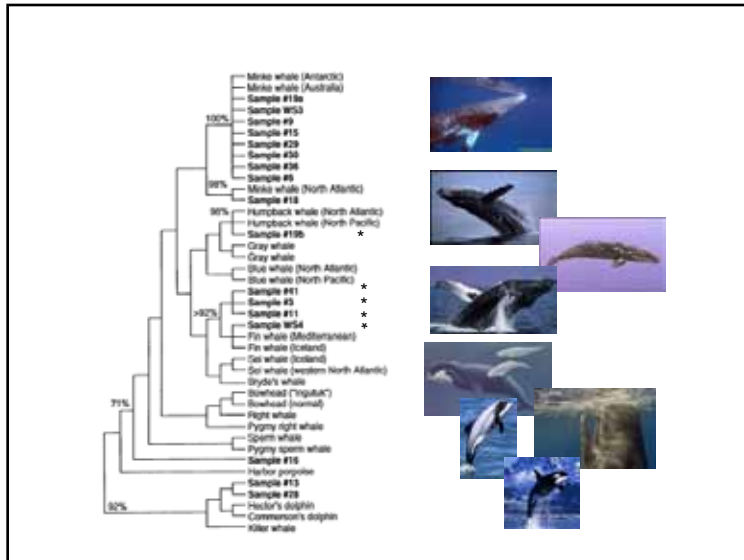 Minke whale (Antarctic)
Minke whale (Australia)
Sample #19a
Sample WS3
Sample #9
Sample #15
Sample #29
Sample #30
Sample #36
Sample #6
100%
Minke whale (North Atlantic)
Sample #18
98%
Humpback whale (North Atlantic)
Humpback whale (North Pacific)
Sample #19b *
98%
Gray whale
Gray whale
Blue whale (North Atlantic)
Blue whale (North Pacific)
Sample #41 *
Sample #3 *
Sample #11 *
Sample WS4 *
>92%
Fin whale (Mediterranean)
Fin whale (Iceland)
Sei whale (Iceland)
Sei whale (western North Atlantic)
Bryde's whale
Bowhead ("Ingutuk")
Bowhead (normal)
Right whale
Pygmy right whale
71%
Sperm whale
Pygmy sperm whale
Sample #16
Harbor porpoise
Sample #13
Sample #28
Hector's dolphin
Commerson's dolphin
Killer whale
92%